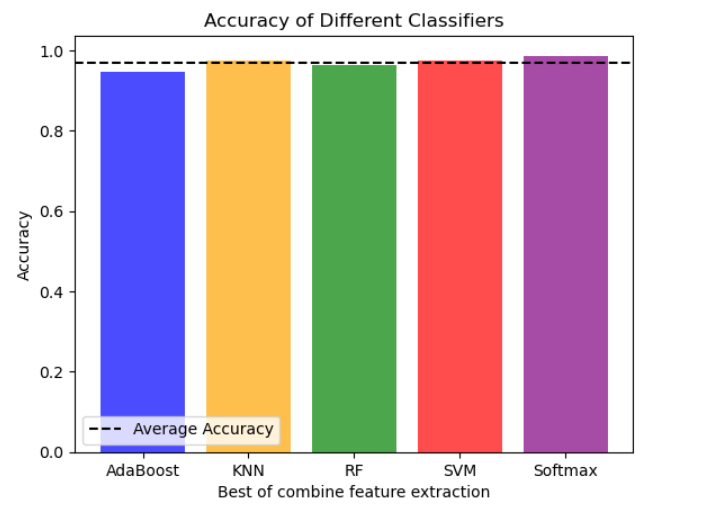 Accuracy of Different Classifiers
1.0
0.8
0.6
0.4
0.2
0.0
Accuracy
Average Accuracy
AdaBoost KNN RF SVM Softmax
Best of combine feature extraction